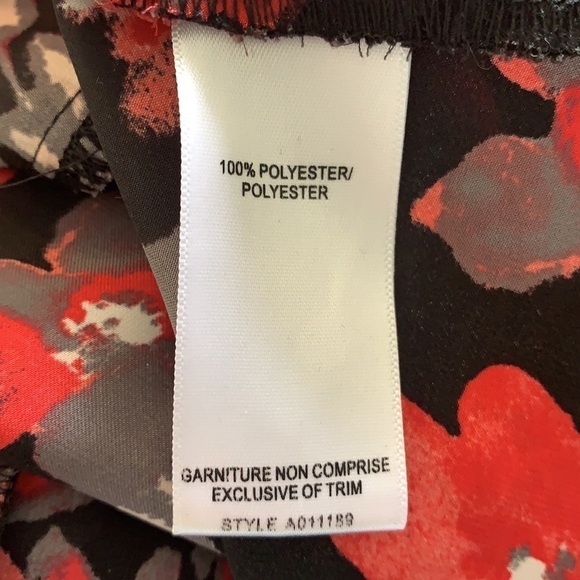 100% POLYESTER/
POLYESTER
GARNITURE NON COMPRISE
EXCLUSIVE OF TRIM
STYLE A011189